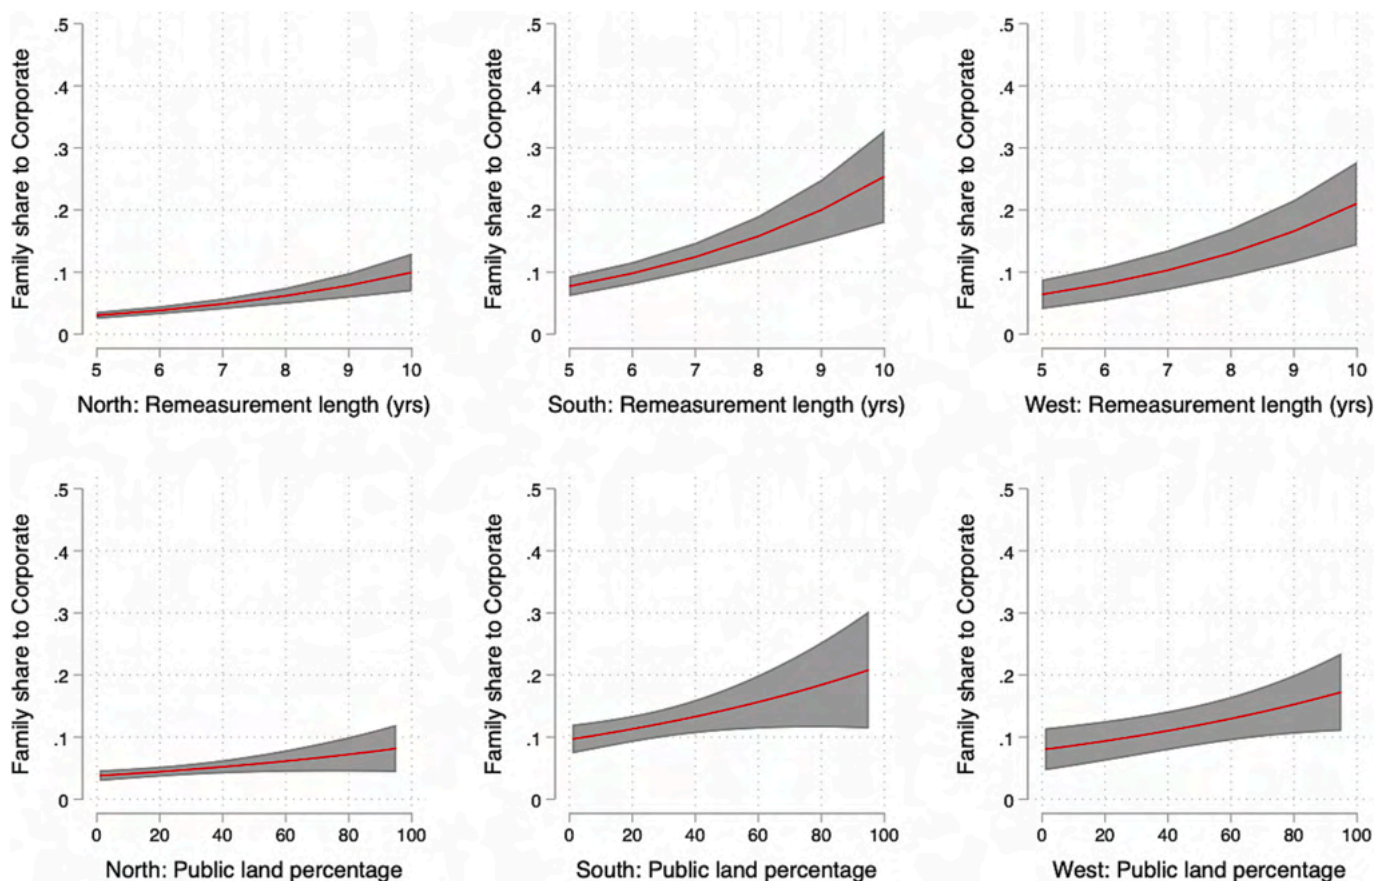 .5
.4
.3
.2
.1
0
Family share to Corporate
5 6 7 8 9 10
North: Remeasurement length (yrs)
.5
.4
.3
.2
.1
0
Family share to Corporate
5 6 7 8 9 10
South: Remeasurement length (yrs)
.5
.4
.3
.2
.1
0
Family share to Corporate
5 6 7 8 9 10
West: Remeasurement length (yrs)
.5
.4
.3
.2
.1
0
Family share to Corporate
0 20 40 60 80 100
North: Public land percentage
.5
.4
.3
.2
.1
0
Family share to Corporate
0 20 40 60 80 100
South: Public land percentage
.5
.4
.3
.2
.1
0
Family share to Corporate
0 20 40 60 80 100
West: Public land percentage